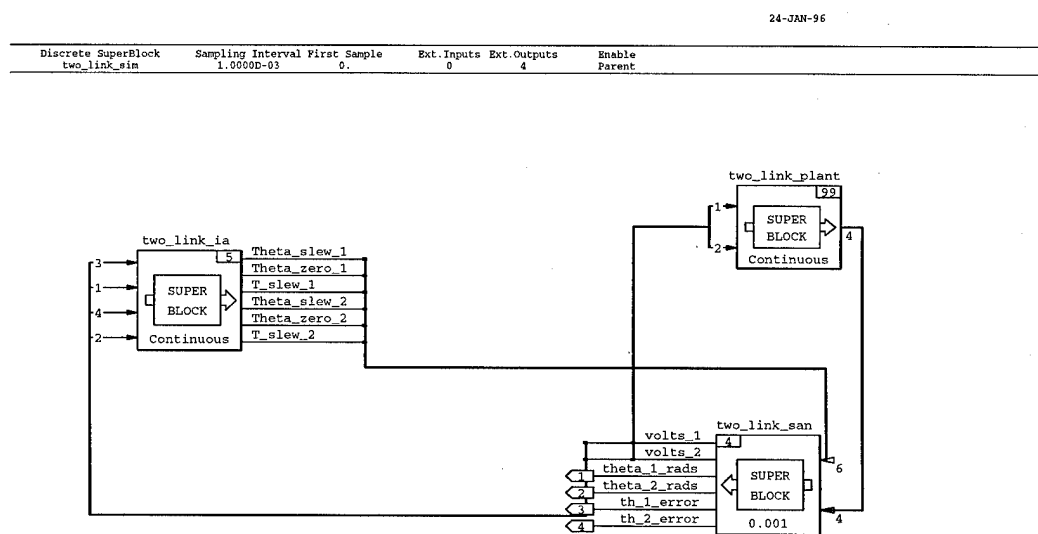 24-JAN-96
Discrete SuperBlock Sampling Interval First Sample Ext.Inputs Ext.Outputs Enable
two_link_sim 1.0000D-03 0. 0 4 Parent
two_link_plant
99
1
SUPER
BLOCK
2
4
Continuous
two_link_ia
5
Theta_slew_1
3
Theta_zero_1
1
SUPER
T_slew_1
Theta_slew_2
4
BLOCK
Theta_zero_2
2
Continuous
T_slew_2
two_link_san
volts_1
4
volts_2
6
1
theta_1_rads
SUPER
2
theta_2_rads
BLOCK
3
th_1_error
4
4
th_2_error
0.001